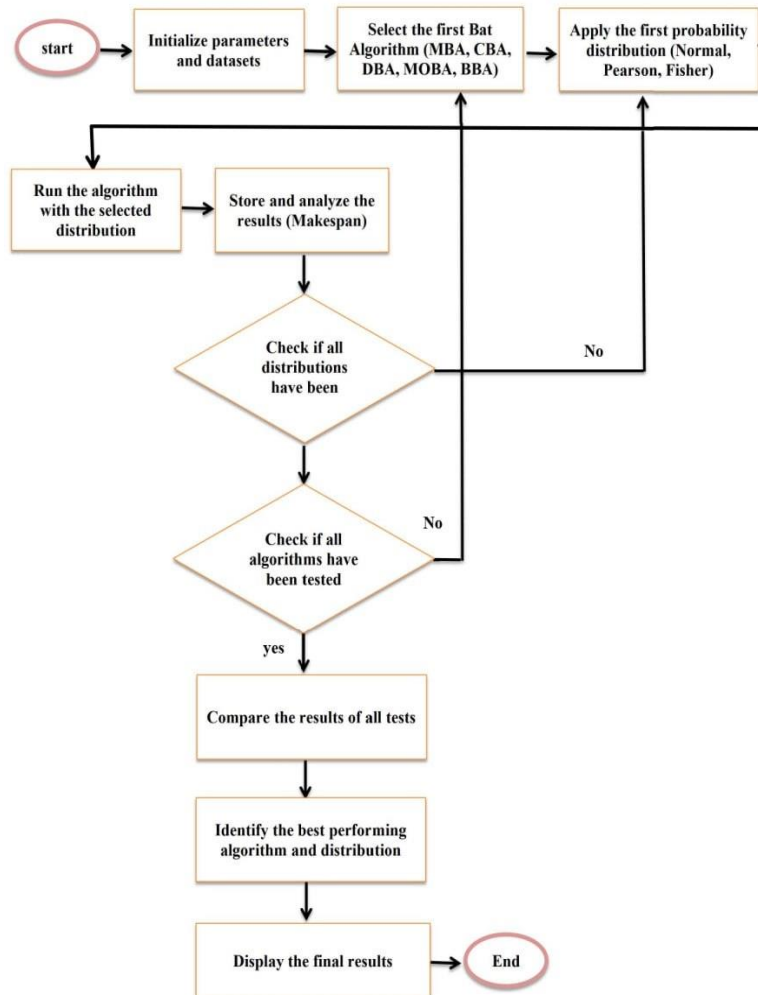 start
Initialize parameters
and datasets
Select the first Bat
Algorithm (MBA, CBA,
DBA, MOBA, BBA)
Apply the first probability
distribution (Normal,
Pearson, Fisher)
Run the algorithm
with the selected
distribution
Store and analyze the
results (Makespan)
Check if all
distributions
have been
No
Check if all
algorithms have
been tested
No
yes
Compare the results of all tests
Identify the best performing
algorithm and distribution
Display the final results
End